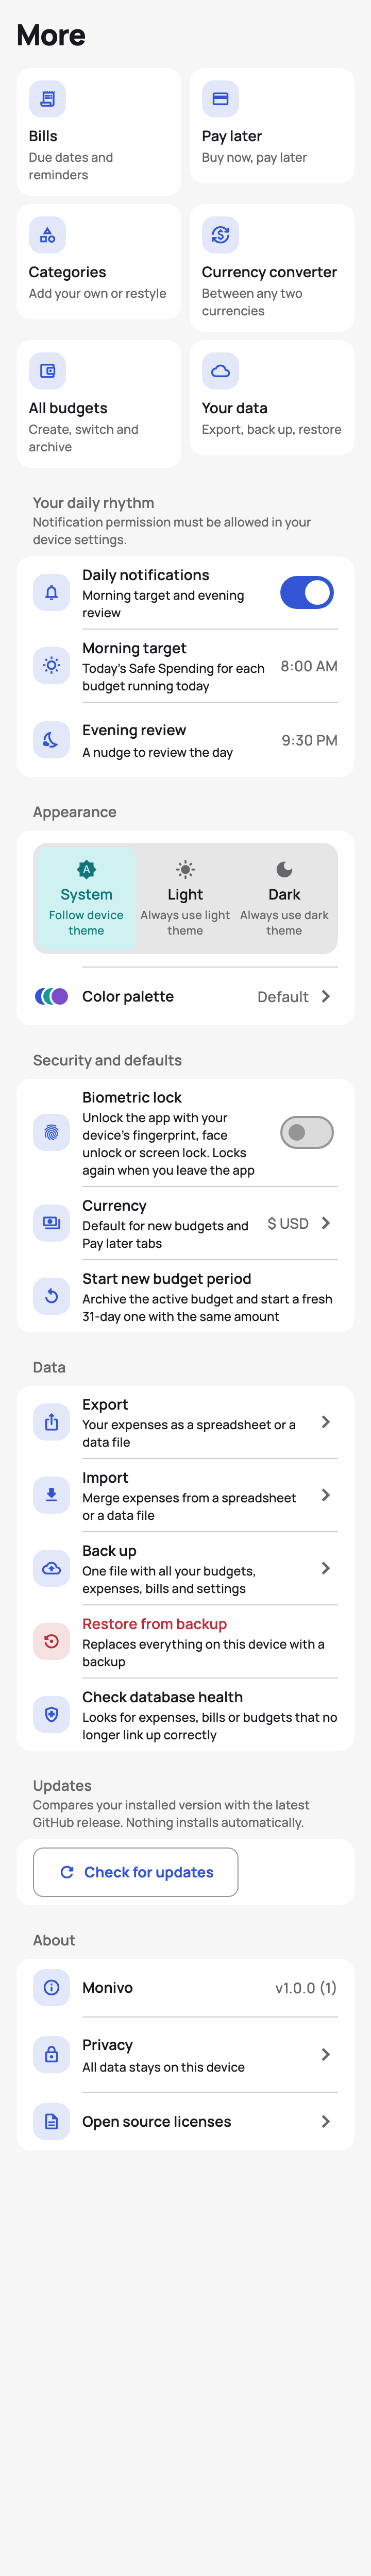 More
Bills
Due dates and
reminders
Pay later
Buy now, pay later
Categories
Add your own or restyle
Currency converter
Between any two
currencies
All budgets
Create, switch and
archive
Your data
Export, back up, restore
Your daily rhythm
Notification permission must be allowed in your
device settings.
Daily notifications
Morning target and evening
review
Morning target
Today's Safe Spending for each
budget running today
8:00 AM
Evening review
A nudge to review the day
9:30 PM
Appearance
A
System
Follow device
theme
Light
Always use light
theme
Dark
Always use dark
theme
Color palette
Default
Security and defaults
Biometric lock
Unlock the app with your
device's fingerprint, face
unlock or screen lock. Locks
again when you leave the app
Currency
Default for new budgets and
Pay later tabs
$ USD
Start new budget period
Archive the active budget and start a fresh
31-day one with the same amount
Data
Export
Your expenses as a spreadsheet or a
data file
Import
Merge expenses from a spreadsheet
or a data file
Back up
One file with all your budgets,
expenses, bills and settings
Restore from backup
Replaces everything on this device with a
backup
Check database health
Looks for expenses, bills or budgets that no
longer link up correctly
Updates
Compares your installed version with the latest
GitHub release. Nothing installs automatically.
Check for updates
About
Monivo
v1.0.0 (1)
Privacy
All data stays on this device
Open source licenses